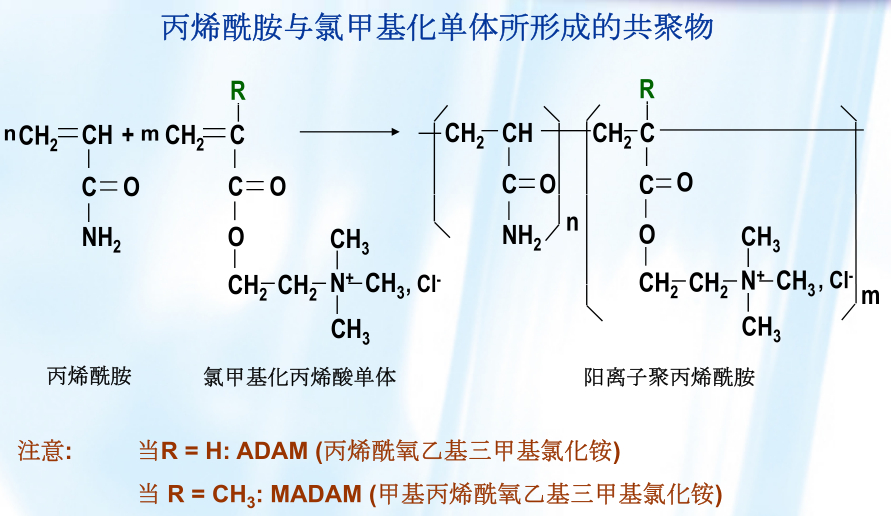 丙烯酰胺与氯甲基化单体所形成的共聚物
R R
nCH₂=CH + m CH₂=C CH₂-CH CH₂-C
C=O C=O C=O C=O
NH₂ O CH₃ NH₂ n O CH₃
CH₂-CH₂-N⁺-CH₃, Cl⁻ CH₂-CH₂-N⁺-CH₃, Cl⁻ m
CH₃ CH₃
丙烯酰胺 氯甲基化丙烯酸单体 阳离子聚丙烯酰胺
注意: 当R = H: ADAM (丙烯酰氧乙基三甲基氯化铵)
当 R = CH₃: MADAM (甲基丙烯酰氧乙基三甲基氯化铵)